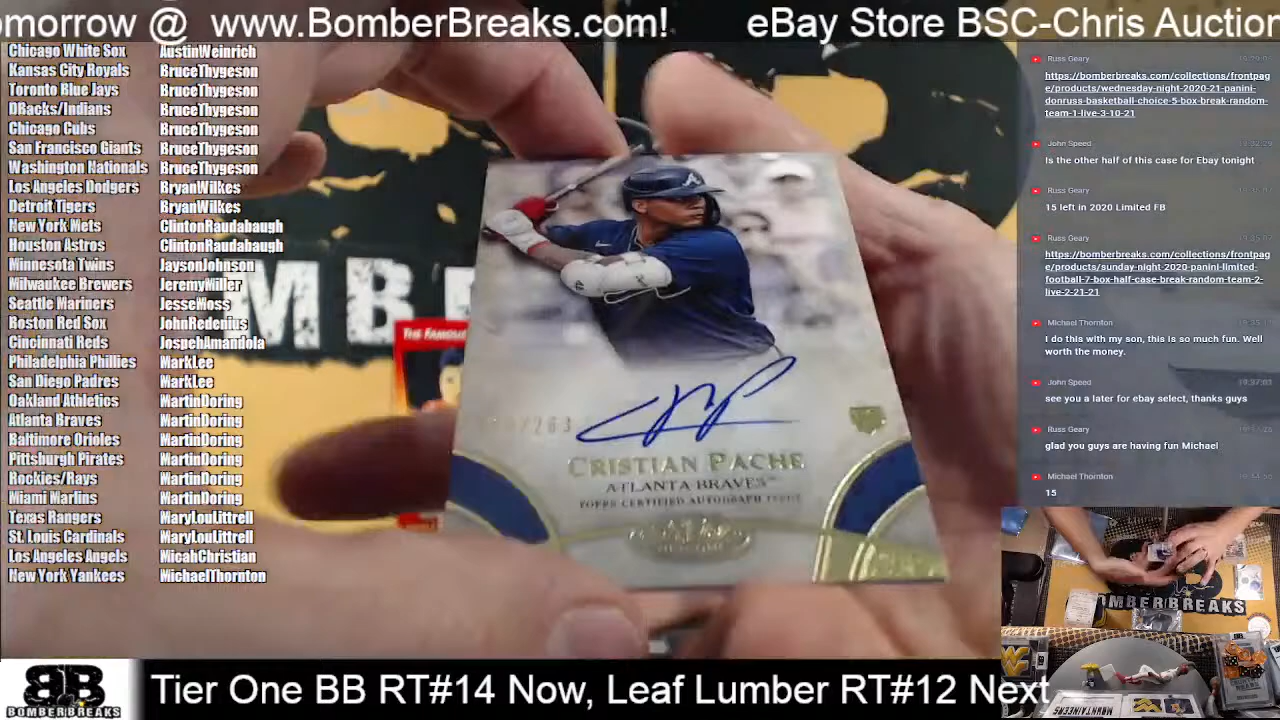 omorrow @ www.BomberBreaks.com! eBay Store BSC-Chris Auction
Chicago White Sox AustinWeinrich
Kansas City Royals BruceThygeson
Toronto Blue Jays BruceThygeson
DBacks/Indians BruceThygeson
Chicago Cubs BruceThygeson
San Francisco Giants BruceThygeson
Washington Nationals BruceThygeson
Los Angeles Dodgers BryanWilkes
Detroit Tigers BryanWilkes
New York Mets ClintonRaudabaugh
Houston Astros ClintonRaudabaugh
Minnesota Twins JaysonJohnson
Milwaukee Brewers JeremyMiller
Seattle Mariners JesseMoss
Boston Red Sox JohnRedenius
Cincinnati Reds JospehAmandola
Philadelphia Phillies MarkLee
San Diego Padres MarkLee
Oakland Athletics MartinDoring
Atlanta Braves MartinDoring
Baltimore Orioles MartinDoring
Pittsburgh Pirates MartinDoring
Rockies/Rays MartinDoring
Miami Marlins MartinDoring
Texas Rangers MaryLouLittrell
St. Louis Cardinals MaryLouLittrell
Los Angeles Angels MicahChristian
New York Yankees MichaelThornton
THE FAMOUS
A
/263
CRISTIAN PACHE
ATLANTA BRAVES™
TOPPS CERTIFIED AUTOGRAPH ISSUE
Russ Geary
https://bomberbreaks.com/collections/frontpag
e/products/wednesday-night-2020-21-panini-
donruss-basketball-choice-5-box-break-random-
team-1-live-3-10-21
John Speed
Is the other half of this case for Ebay tonight
Russ Geary
15 left in 2020 Limited FB
Russ Geary
https://bomberbreaks.com/collections/frontpag
e/products/sunday-night-2020-panini-limited-
football-7-box-half-case-break-random-team-2-
live-2-21-21
Michael Thornton
I do this with my son, this is so much fun. Well
worth the money.
John Speed
see you a later for ebay select, thanks guys
Russ Geary
glad you guys are having fun Michael
Michael Thornton
15
BOMBERBREAKS
MOUNTAINEERS
BB
BOMBERBREAKS
Tier One BB RT#14 Now, Leaf Lumber RT#12 Next